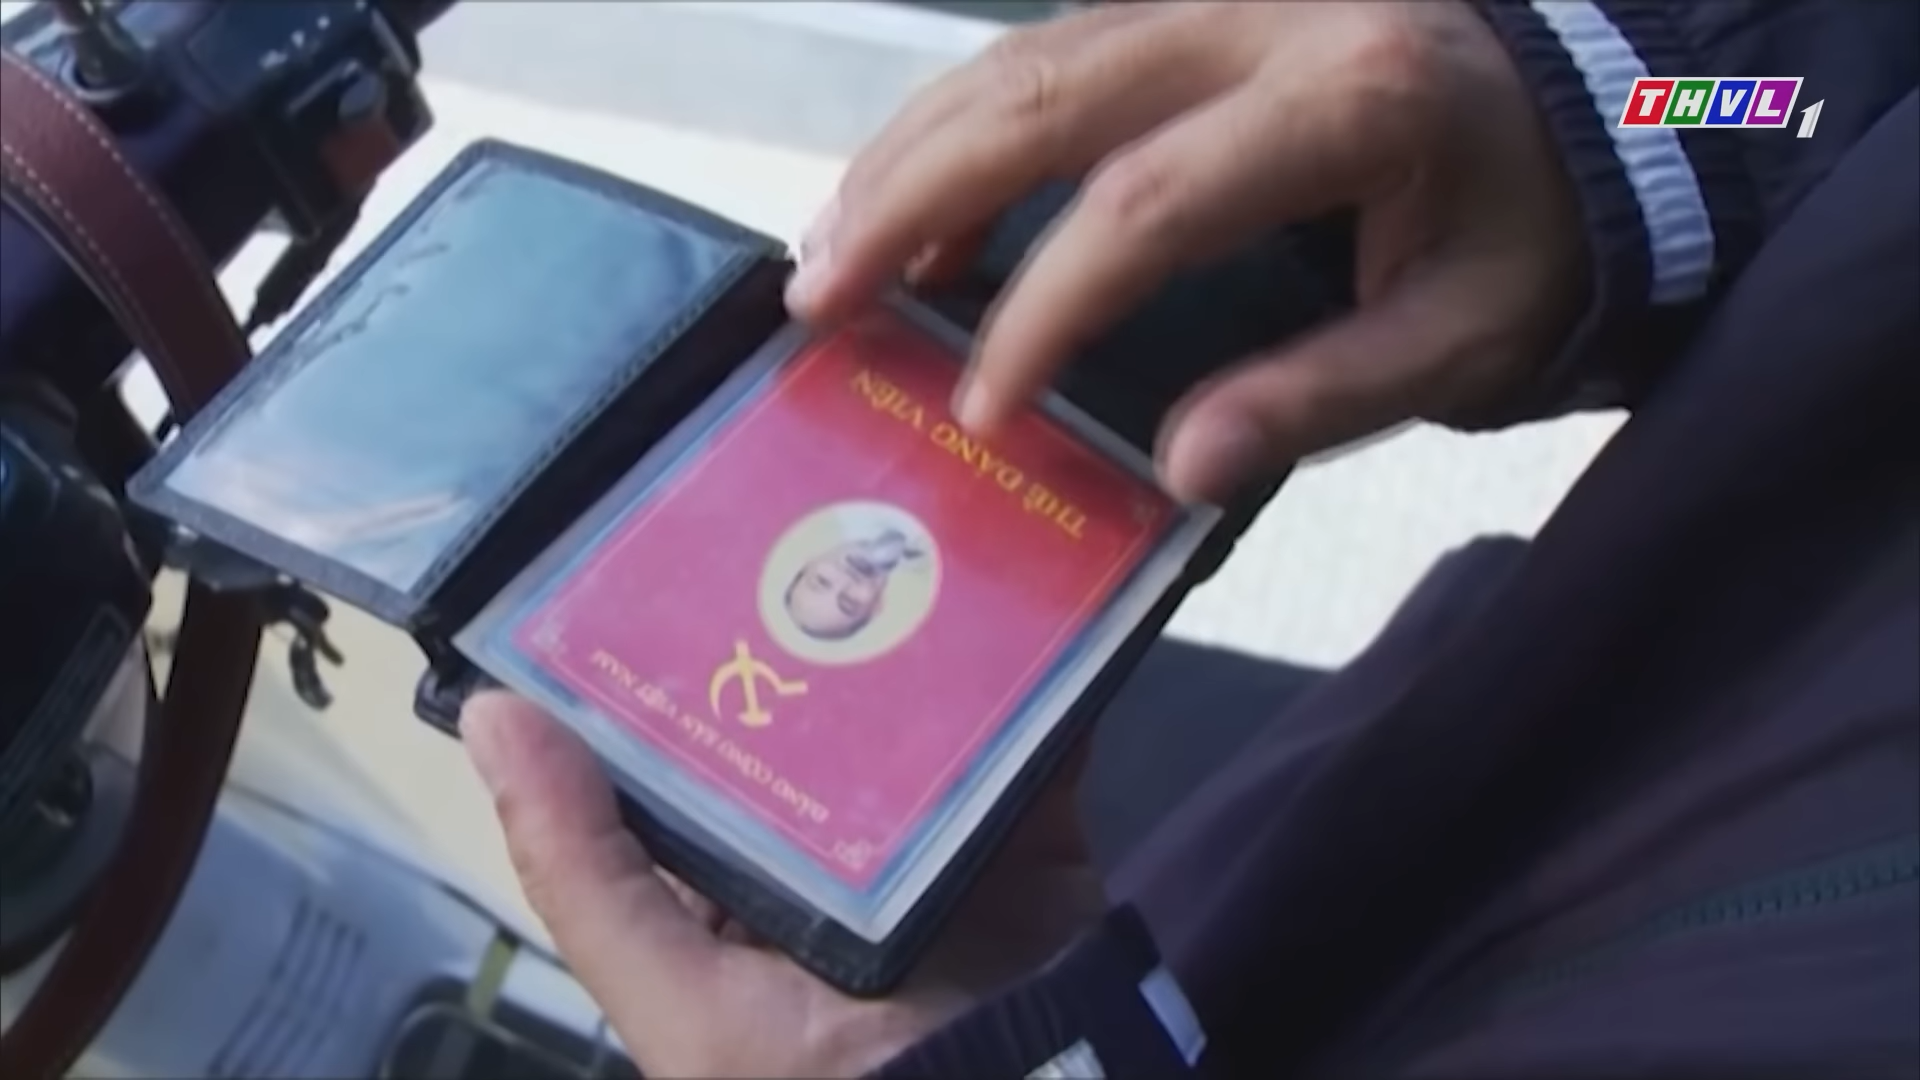 THVL1
ĐẢNG CỘNG SẢN VIỆT NAM
THẺ ĐẢNG VIÊN